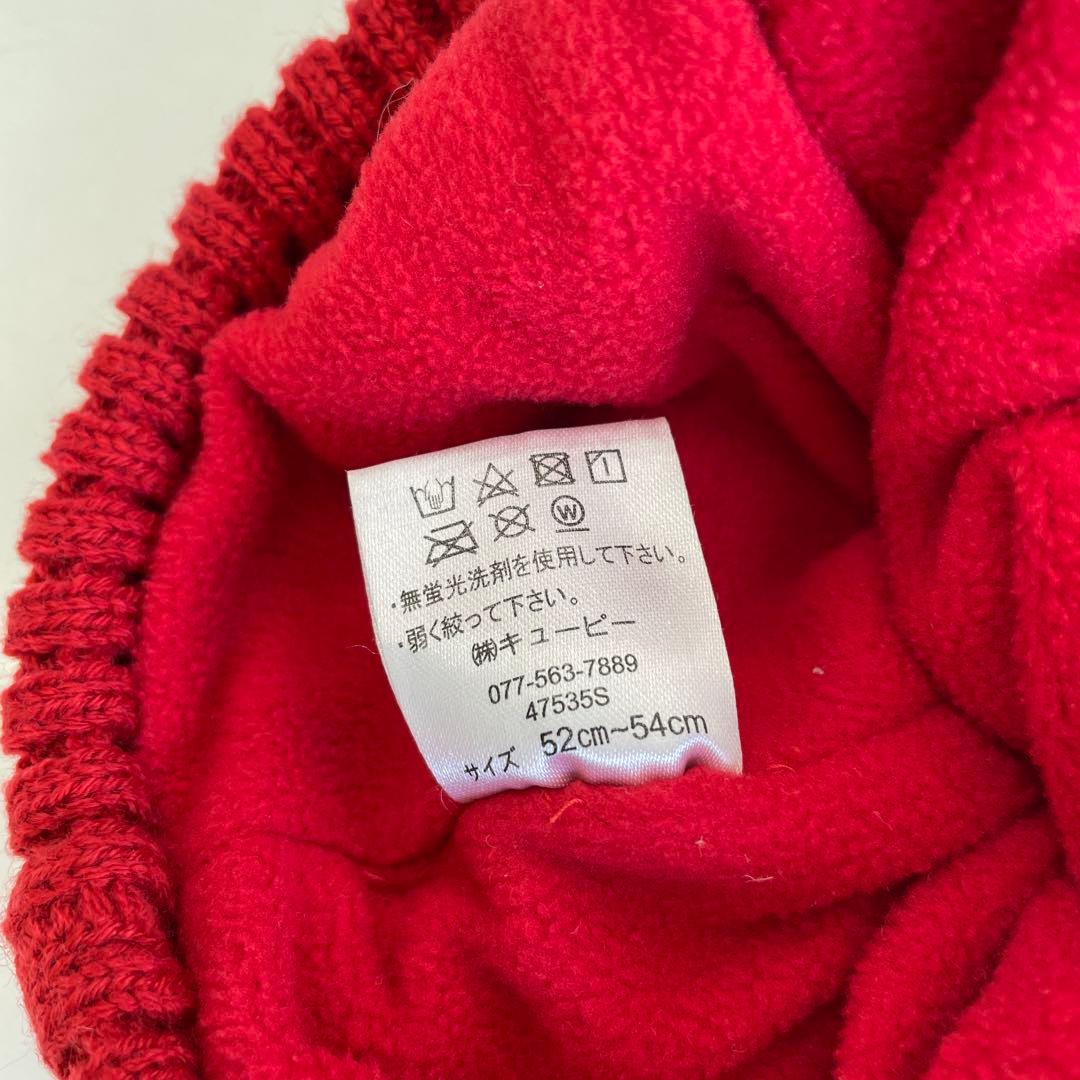 ・無蛍光洗剤を使用して下さい。
・弱く絞って下さい。
㈱キューピー
077-563-7889
47535S
サイズ 52cm~54cm